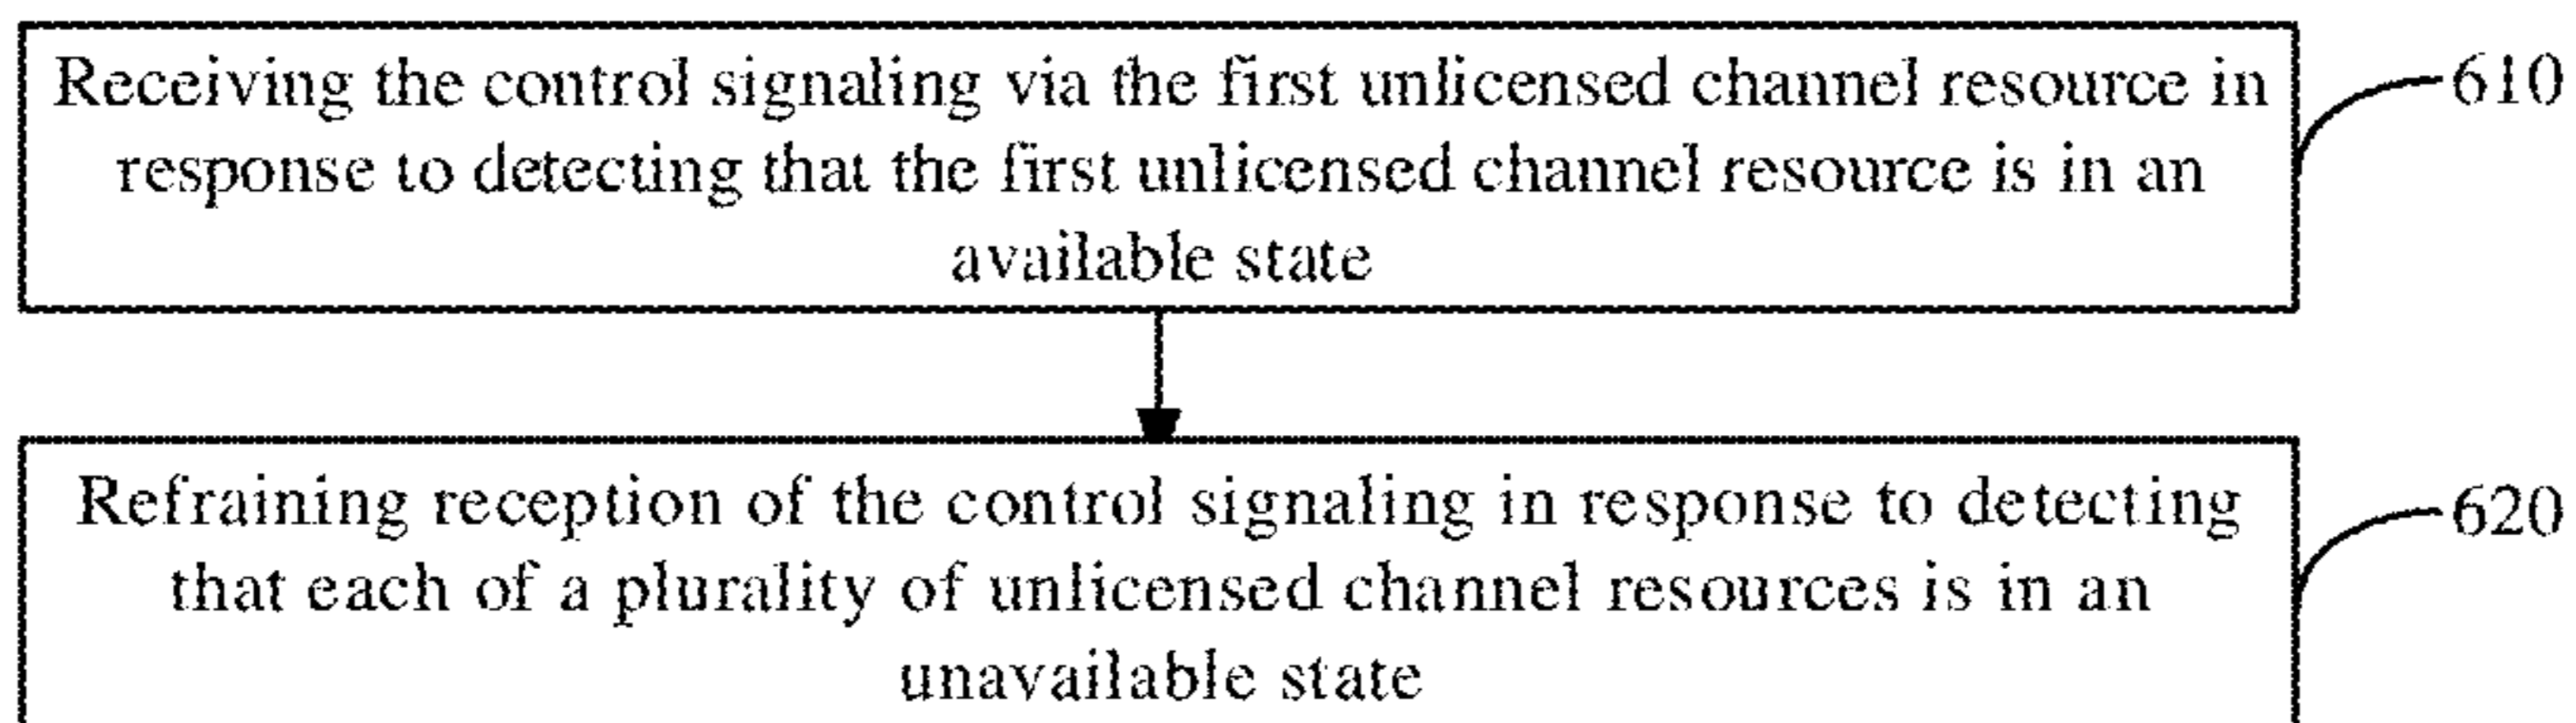 Receiving the control signaling via the first unlicensed channel resource in
response to detecting that the first unlicensed channel resource is in an
available state
610
Refraining reception of the control signaling in response to detecting
that each of a plurality of unlicensed channel resources is in an
unavailable state
620